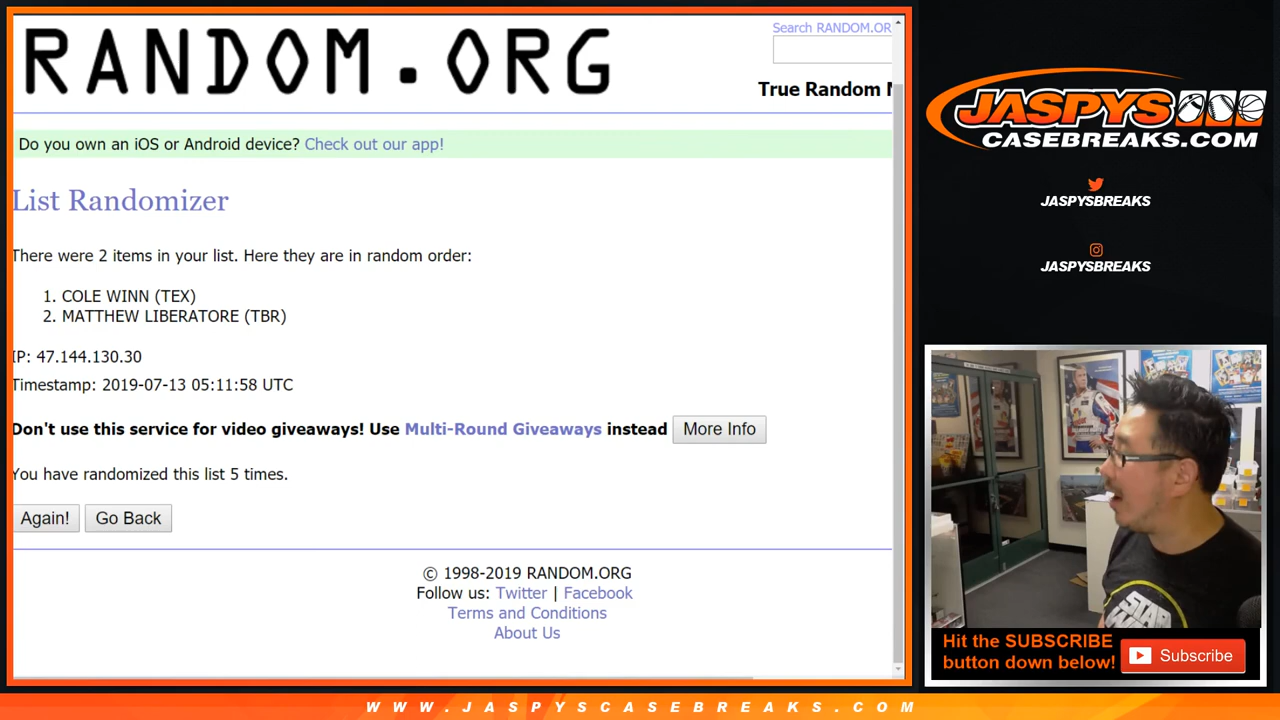 RANDOM.ORG
Search RANDOM.OR
True Random
Do you own an iOS or Android device? Check out our app!
List Randomizer
There were 2 items in your list. Here they are in random order:
1. COLE WINN (TEX)
2. MATTHEW LIBERATORE (TBR)
IP: 47.144.130.30
Timestamp: 2019-07-13 05:11:58 UTC
Don't use this service for video giveaways! Use Multi-Round Giveaways instead More Info
You have randomized this list 5 times.
Again! Go Back
© 1998-2019 RANDOM.ORG
Follow us: Twitter | Facebook
Terms and Conditions
About Us
JASPYS
CASEBREAKS.COM
JASPYSBREAKS
JASPYSBREAKS
STAR
Hit the SUBSCRIBE
button down below!
Subscribe
WWW.JASPYSCASEBREAKS.COM